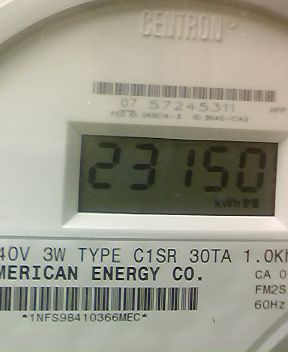 CENTRON®
07 57245311
23150
kWh
40V 3W TYPE C1SR 30TA 1.0Kh
MERICAN ENERGY CO.
CA 0
FM2S
60Hz
*1NFS98410366MEC*